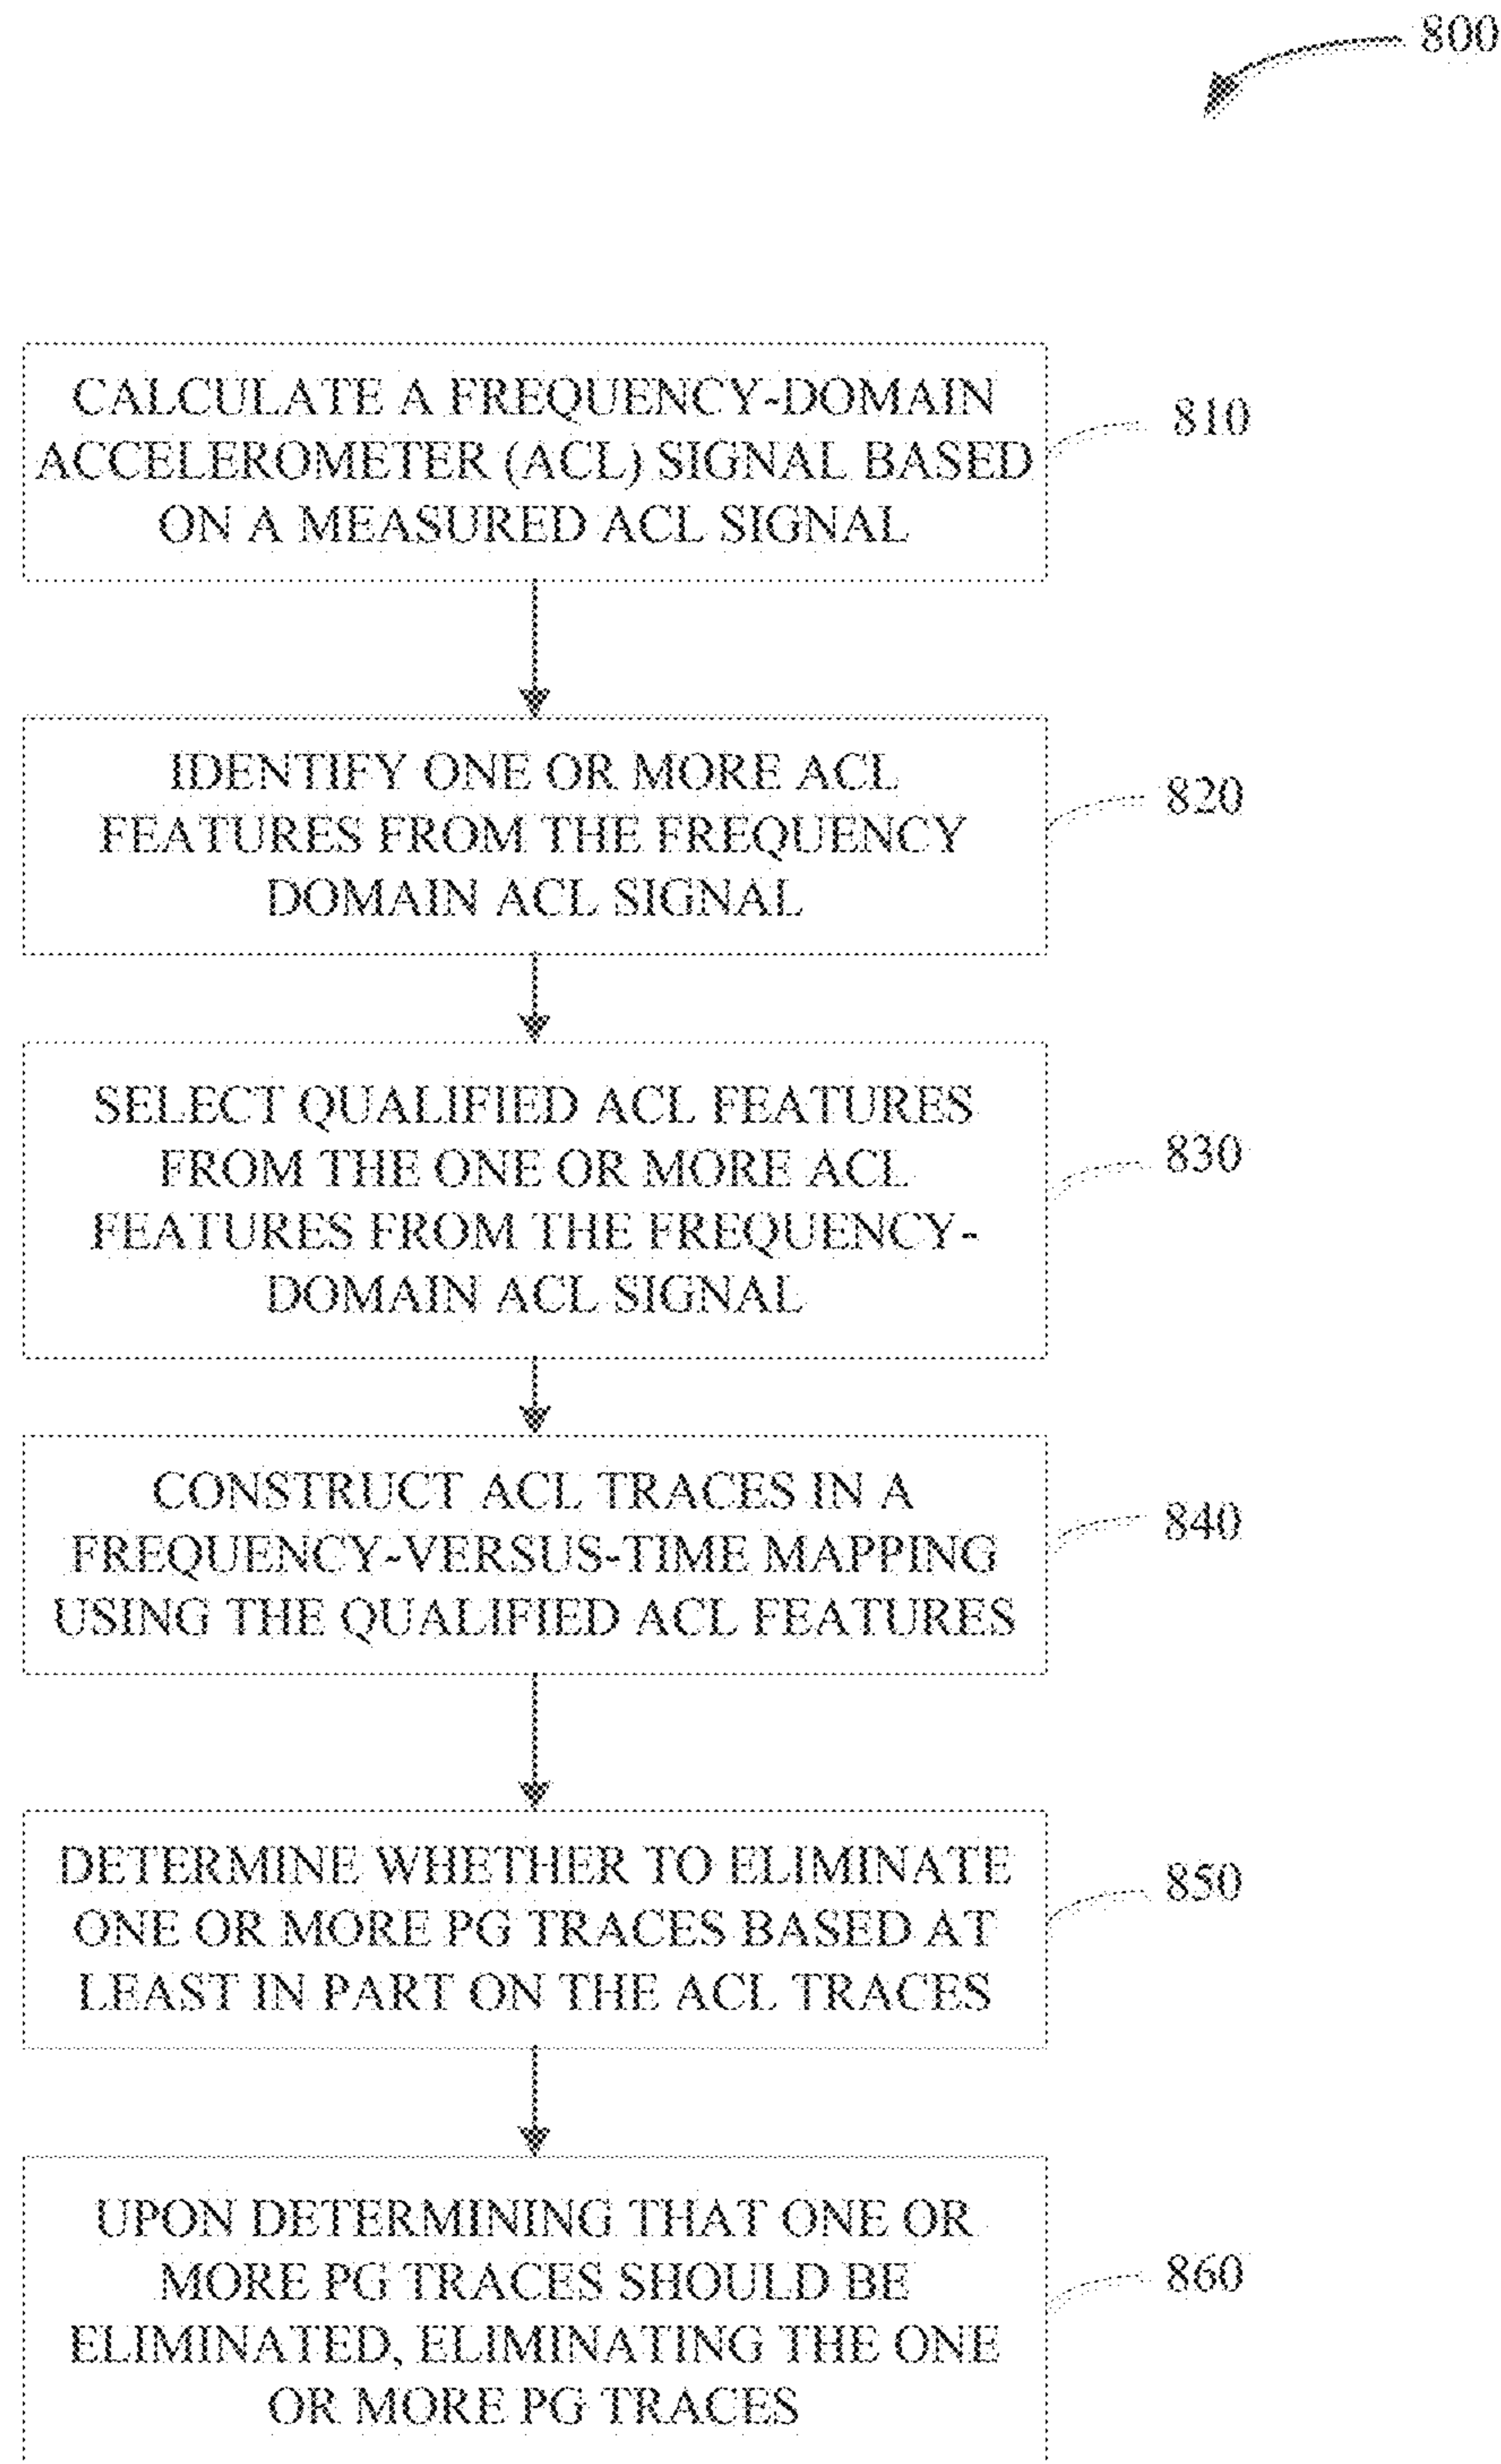 800
CALCULATE A FREQUENCY-DOMAIN
ACCELEROMETER (ACL) SIGNAL BASED
ON A MEASURED ACL SIGNAL
810
IDENTIFY ONE OR MORE ACL
FEATURES FROM THE FREQUENCY
DOMAIN ACL SIGNAL
820
SELECT QUALIFIED ACL FEATURES
FROM THE ONE OR MORE ACL
FEATURES FROM THE FREQUENCY-
DOMAIN ACL SIGNAL
830
CONSTRUCT ACL TRACES IN A
FREQUENCY-VERSUS-TIME MAPPING
USING THE QUALIFIED ACL FEATURES
840
DETERMINE WHETHER TO ELIMINATE
ONE OR MORE PG TRACES BASED AT
LEAST IN PART ON THE ACL TRACES
850
UPON DETERMINING THAT ONE OR
MORE PG TRACES SHOULD BE
ELIMINATED, ELIMINATING THE ONE
OR MORE PG TRACES
860